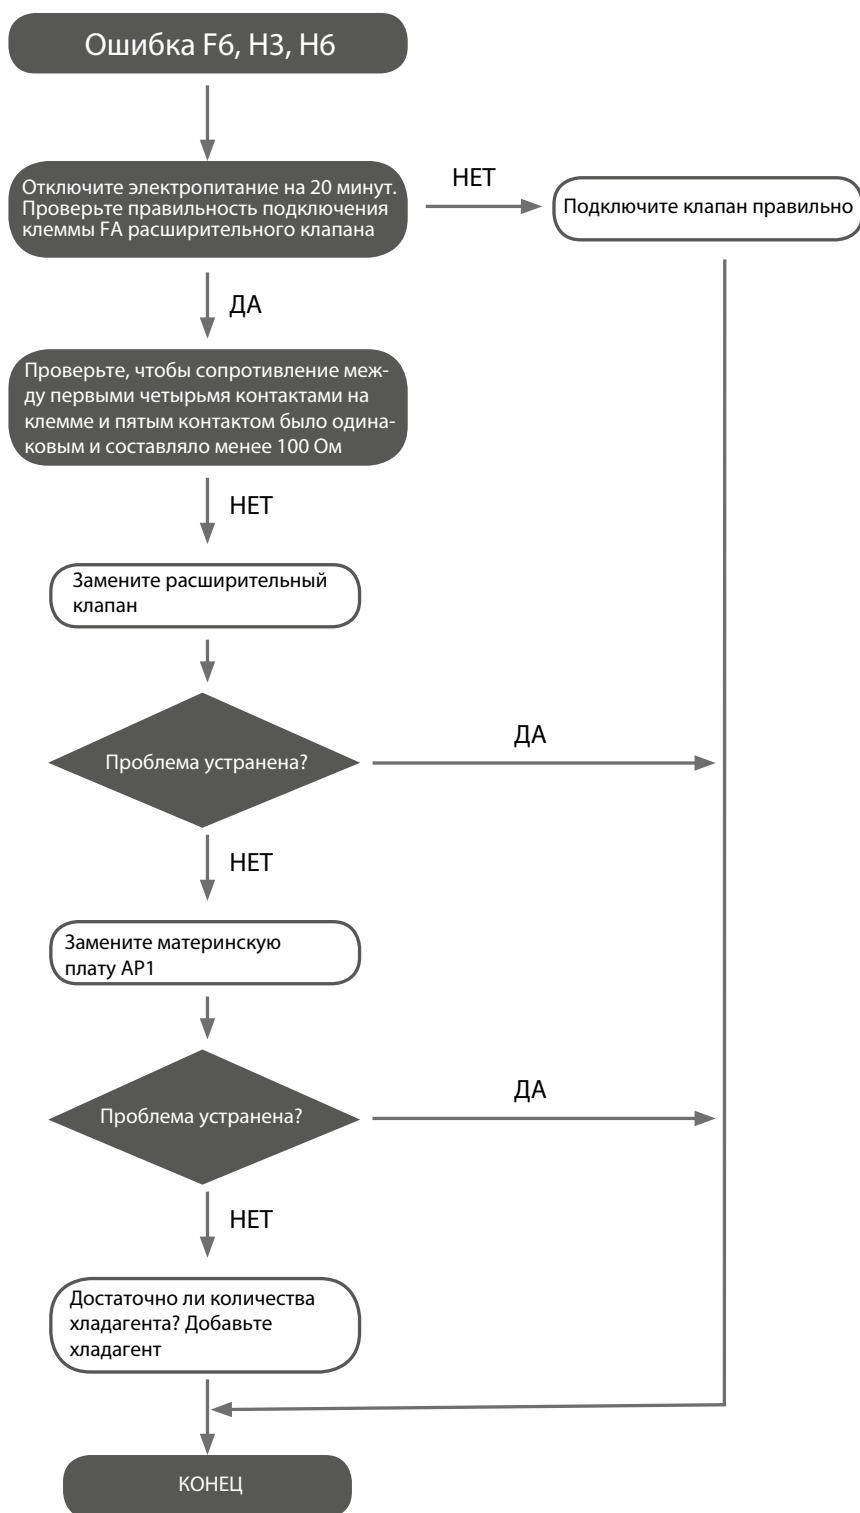 Ошибка F6, H3, H6
Отключите электропитание на 20 минут.
Проверьте правильность подключения
клеммы FA расширительного клапана
НЕТ
Подключите клапан правильно
ДА
Проверьте, чтобы сопротивление меж-
ду первыми четырьмя контактами на
клемме и пятым контактом было одина-
ковым и составляло менее 100 Ом
НЕТ
Замените расширительный
клапан
Проблема устранена?
ДА
НЕТ
Замените материнскую
плату AP1
Проблема устранена?
ДА
НЕТ
Достаточно ли количества
хладагента? Добавьте
хладагент
КОНЕЦ